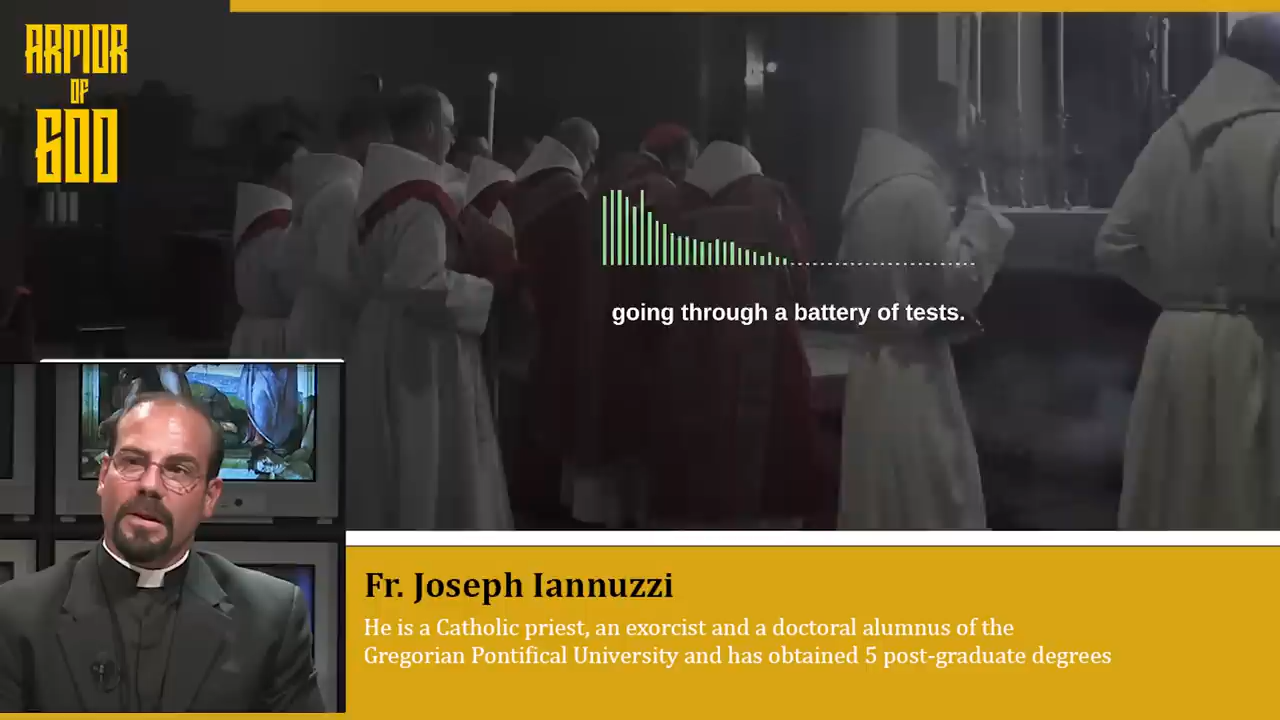 ARMOR
OF
GOD
going through a battery of tests.
Fr. Joseph Iannuzzi
He is a Catholic priest, an exorcist and a doctoral alumnus of the
Gregorian Pontifical University and has obtained 5 post-graduate degrees